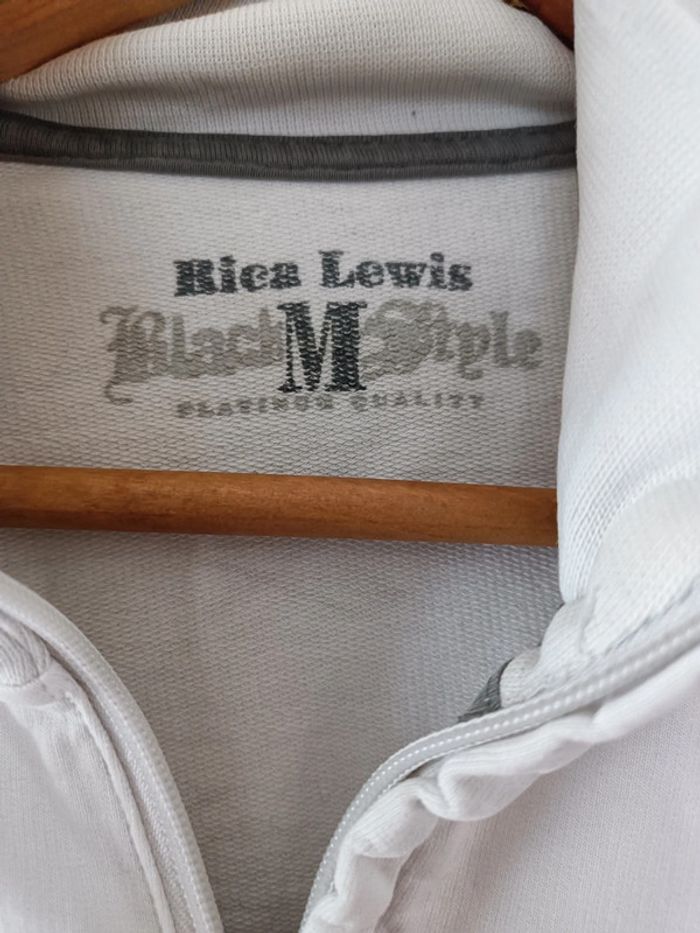 Rica Lewis
Black M Style
PLATINUM QUALITY